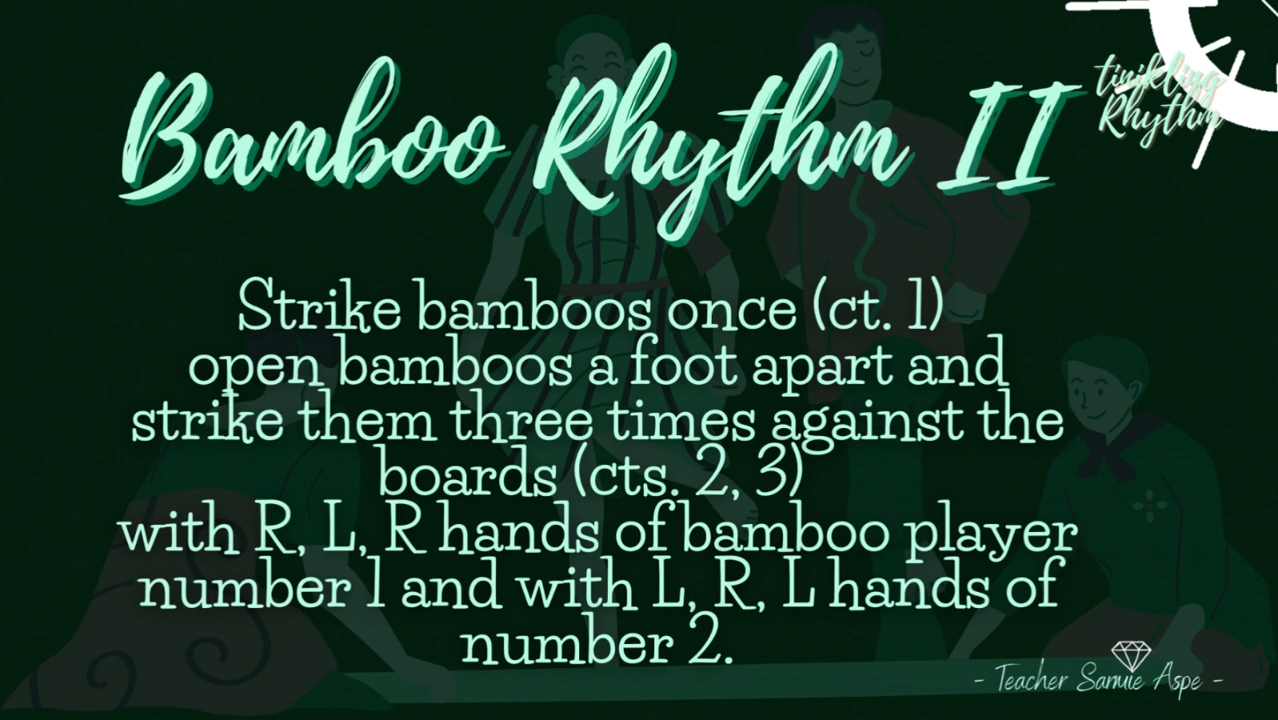 Bamboo Rhythm II
tinikling
Rhythm
Strike bamboos once (ct. 1)
open bamboos a foot apart and
strike them three times against the
boards (cts. 2, 3)
with R, L, R hands of bamboo player
number 1 and with L, R, L hands of
number 2.
- Teacher Samie Aspe -